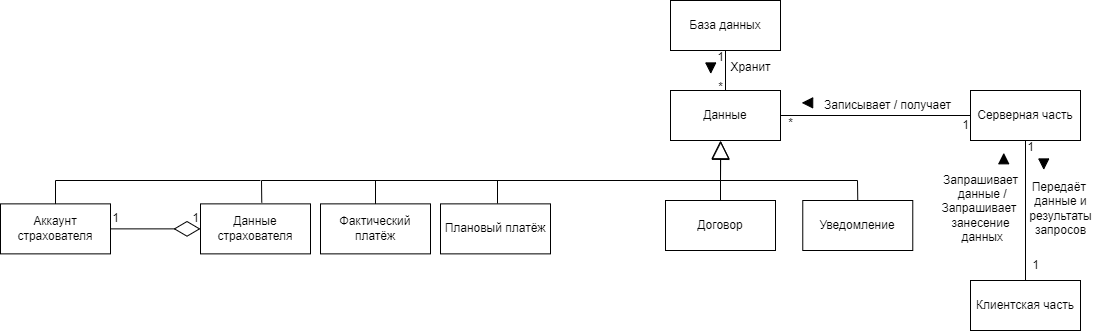 База данных
1
Хранит
*
Данные
Записывает / получает
*
1
Серверная часть
1
Запрашивает
данные /
Запрашивает
занесение
данных
Передаёт
данные и
результаты
запросов
1
Клиентская часть
Аккаунт
страхователя
1
1
Данные
страхователя
Фактический
платёж
Плановый платёж
Договор
Уведомление